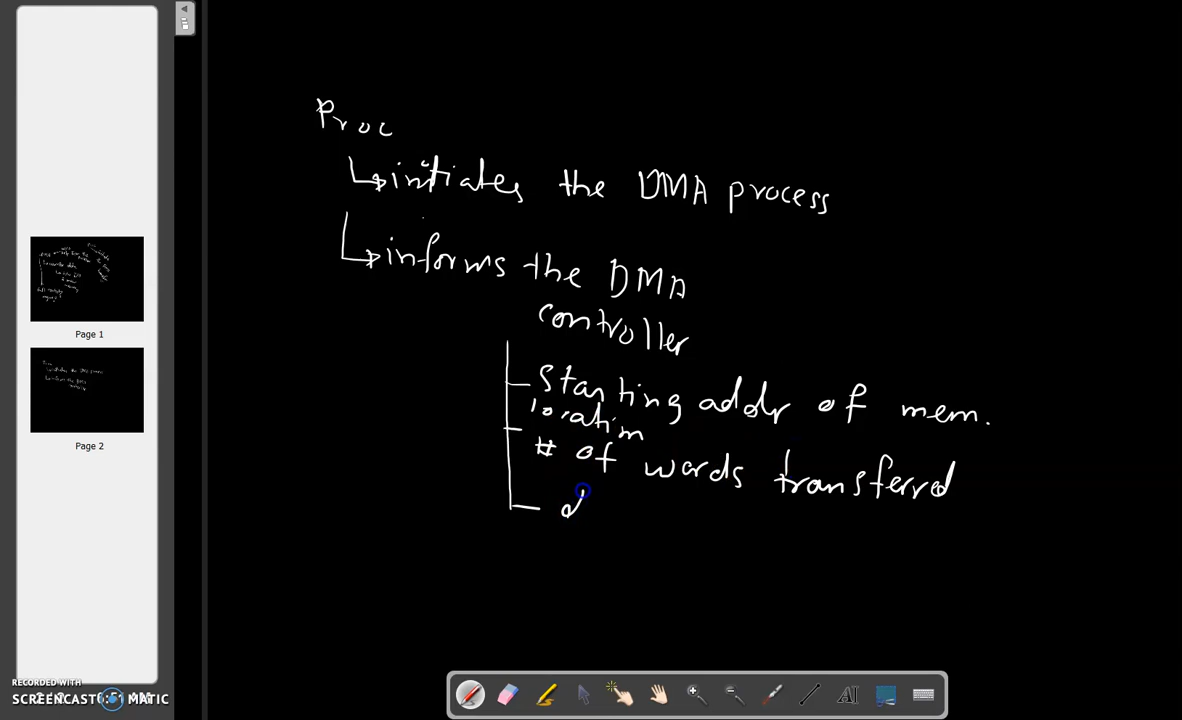 Proc
↳ initiates the DMA process
↳ informs the DMA
controller
Starting addr of mem.
location
# of words transferred
d
Page 1
Page 2
RECORDED WITH
SCREENCAST-O-MATIC
AI